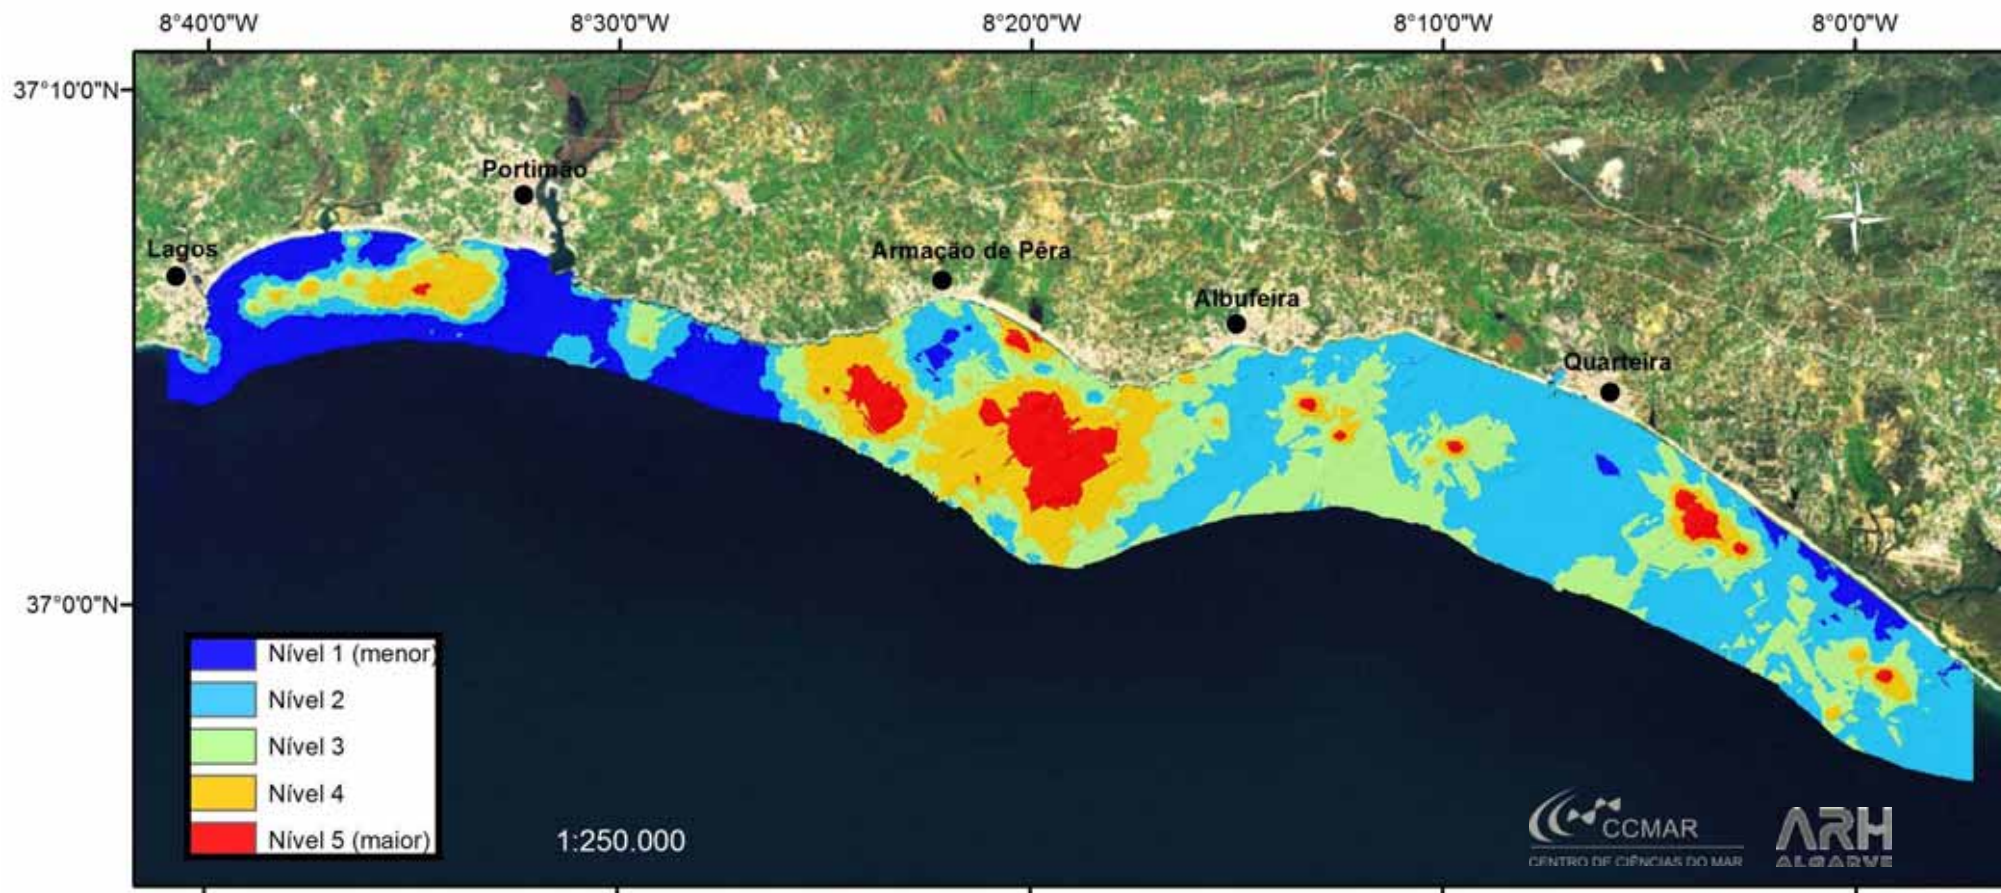 8°40'0"W
8°30'0"W
8°20'0"W
8°10'0"W
8°0'0"W
37°10'0"N
Portimão
Lagos
Armação de Pêra
Albufeira
Quarteira
N
37°0'0"N
Nível 1 (menor)
Nível 2
Nível 3
Nível 4
Nível 5 (maior)
1:250.000
CCMAR
CENTRO DE CIÊNCIAS DO MAR
ARH
ALGARVE